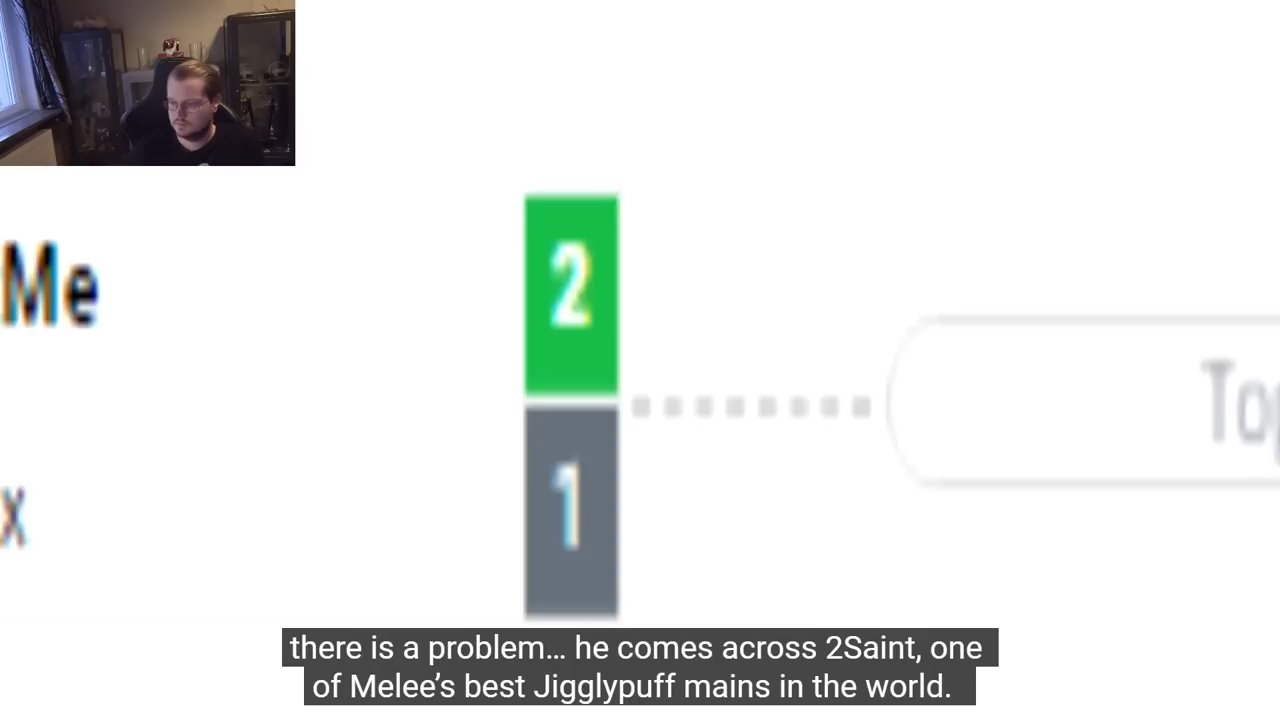 Me
2
x
1
there is a problem… he comes across 2Saint, one
of Melee’s best Jigglypuff mains in the world.